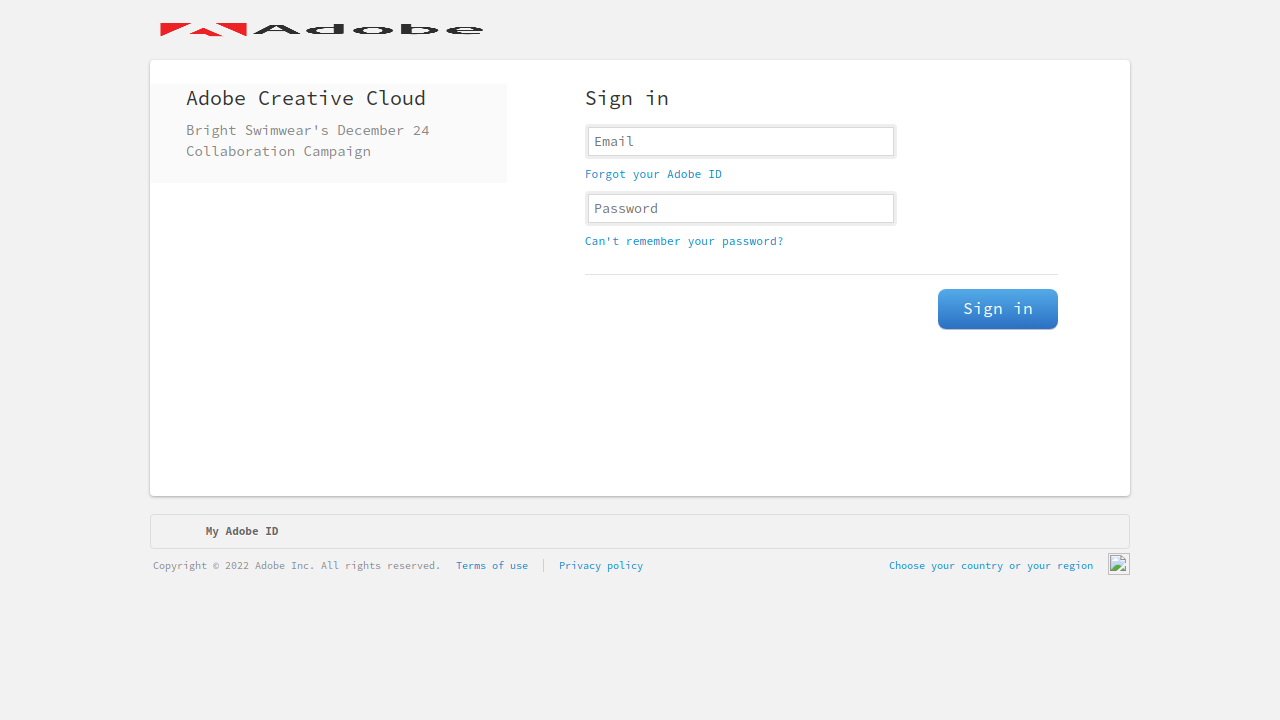 Adobe
Adobe Creative Cloud
Bright Swimwear's December 24
Collaboration Campaign
Sign in
Email
Forgot your Adobe ID
Password
Can't remember your password?
Sign in
My Adobe ID
Copyright © 2022 Adobe Inc. All rights reserved. Terms of use Privacy policy Choose your country or your region